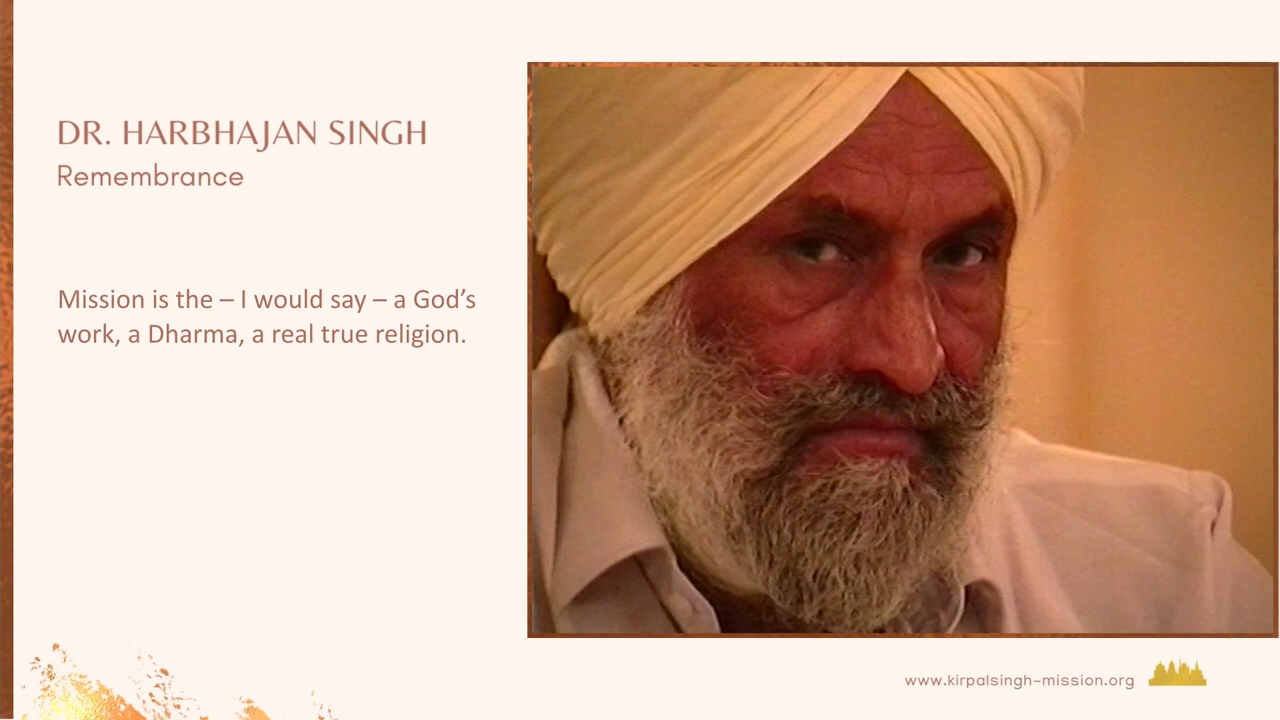 DR. HARBHAJAN SINGH
Remembrance
Mission is the – I would say – a God’s
work, a Dharma, a real true religion.
www.kirpalsingh-mission.org